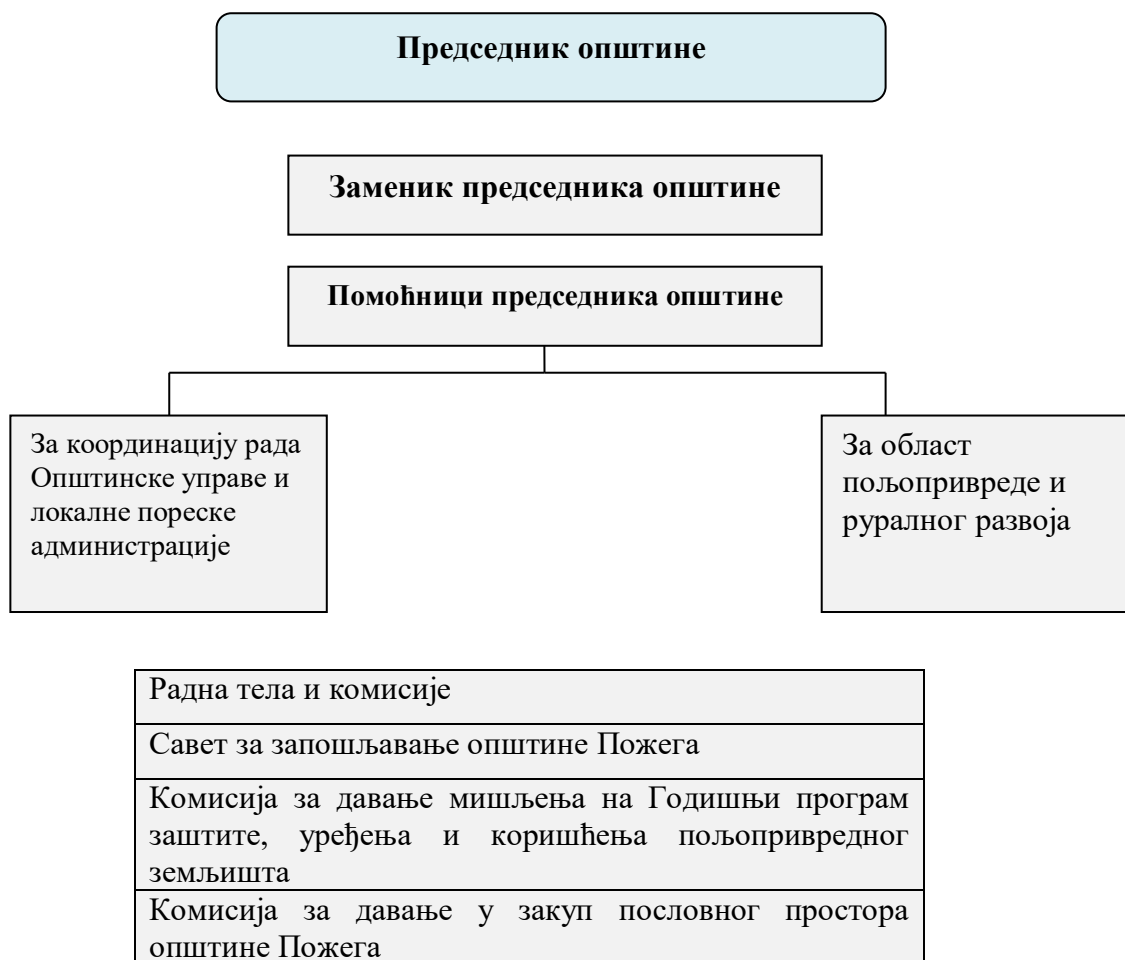 Председник општине
Заменик председника општине
Помоћници председника општине
За координацију рада
Општинске управе и
локалне пореске
администрације
За област
пољопривреде и
руралног развоја
Радна тела и комисије
Савет за запошљавање општине Пожега
Комисија за давање мишљења на Годишњи програм
заштите, уређења и коришћења пољопривредног
земљишта
Комисија за давање у закуп пословног простора
општине Пожега